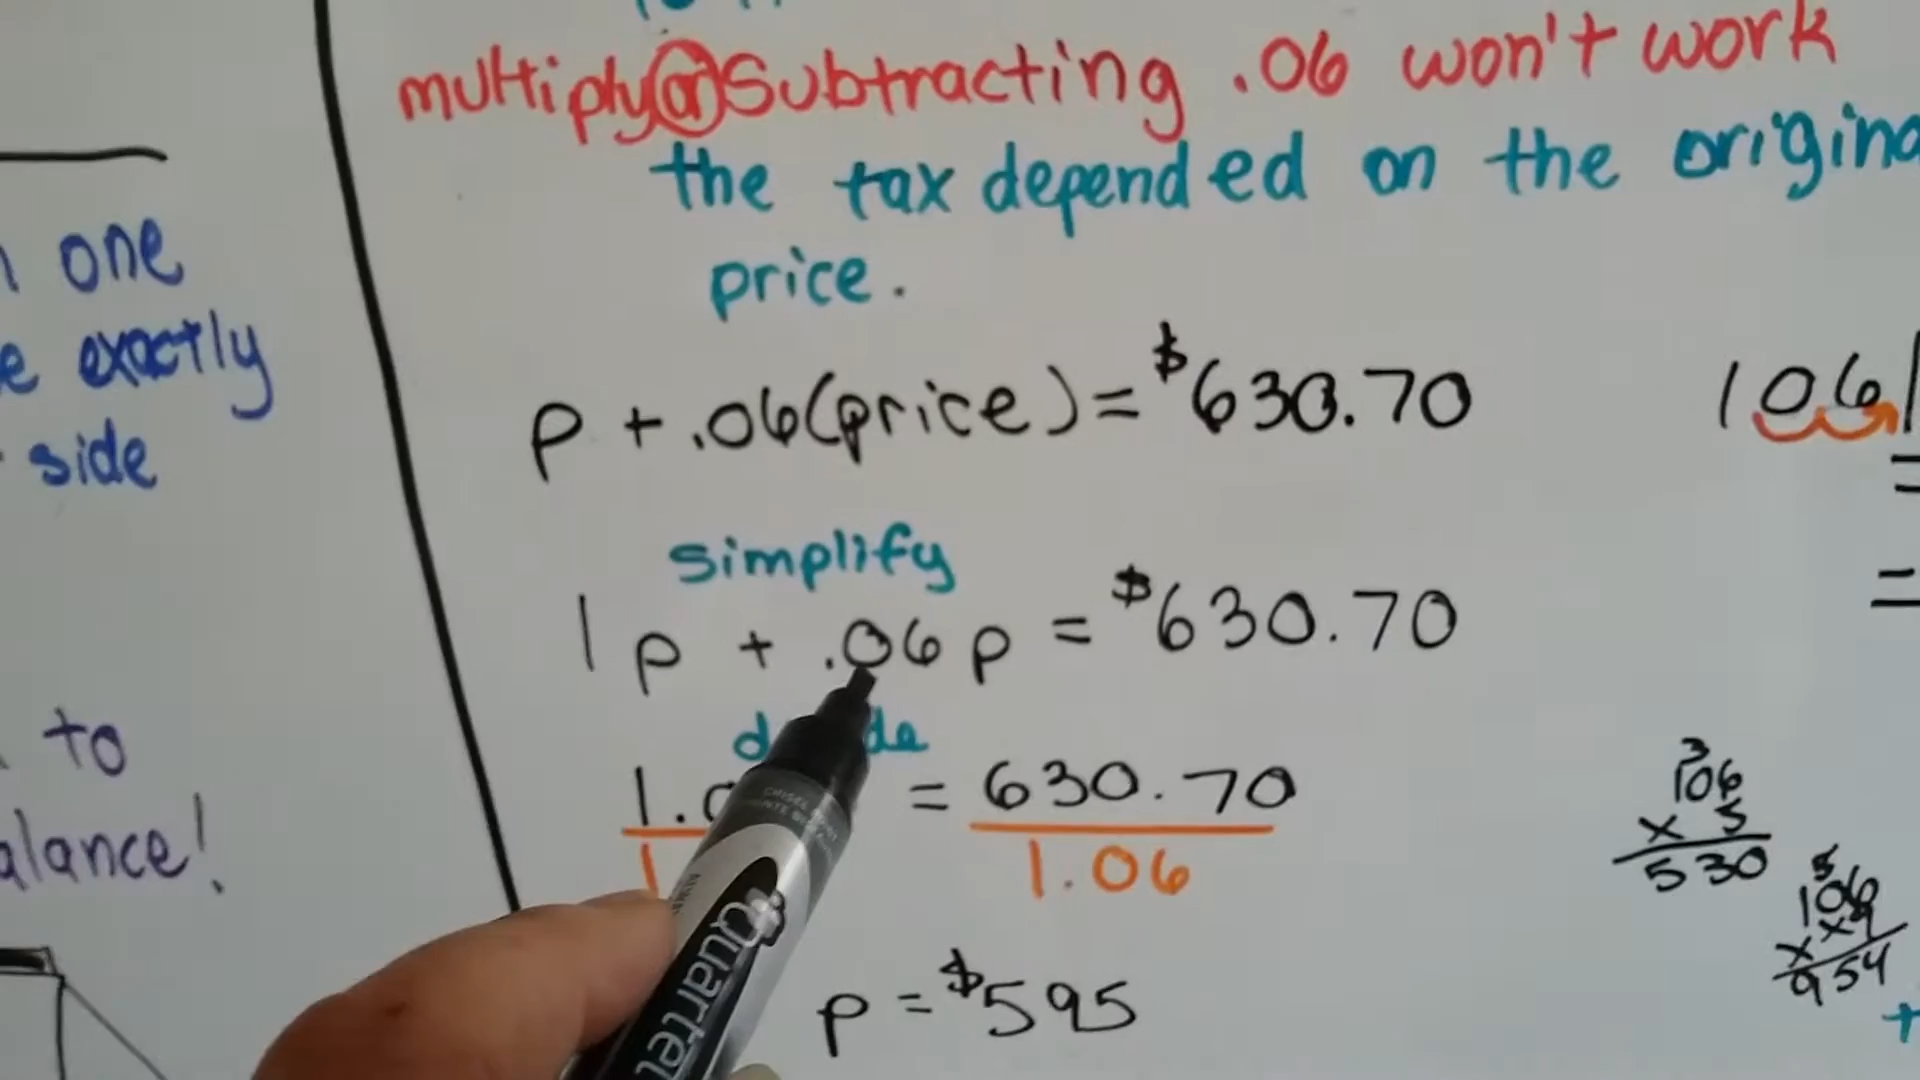 multiply or Subtracting .06 won't work
the tax depended on the
price.
p + .06(price) = $630.70
simplify
1p + .06p = $630.70
= 630.70
1.06
p = $595
one
exactly
side
to
106
3
106
x 5
530
5
106
x 9
954
Quartet